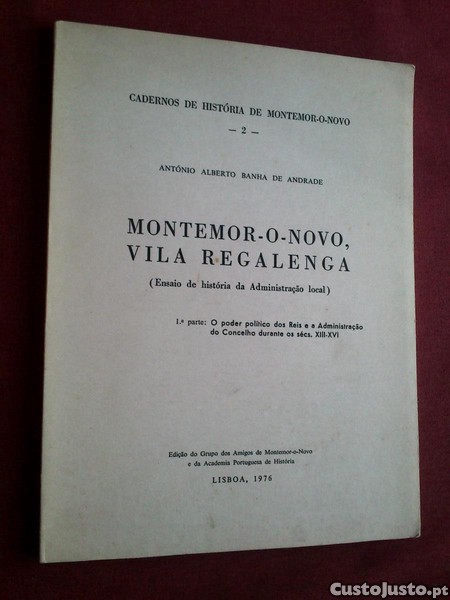 CADERNOS DE HISTÓRIA DE MONTEMOR-O-NOVO
— 2 —
ANTÓNIO ALBERTO BANHA DE ANDRADE
MONTEMOR-O-NOVO,
VILA REGALENGA
(Ensaio de história da Administração local)
1.ª parte: O poder político dos Reis e a Administração
do Concelho durante os sécs. XIII-XVI
Edição do Grupo dos Amigos de Montemor-o-Novo
e da Academia Portuguesa de História
LISBOA, 1976
CustoJusto.pt